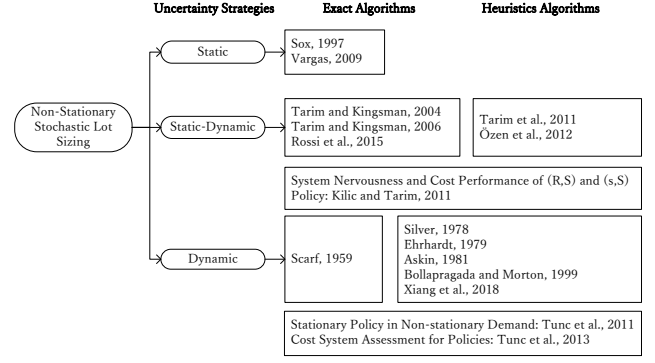 Uncertainty Strategies
Exact Algorithms
Heuristics Algorithms
Non-Stationary
Stochastic Lot
Sizing
Static
Sox, 1997
Vargas, 2009
Static-Dynamic
Tarim and Kingsman, 2004
Tarim and Kingsman, 2006
Rossi et al., 2015
Tarim et al., 2011
Özen et al., 2012
System Nervousness and Cost Performance of (R,S) and (s,S)
Policy: Kilic and Tarim, 2011
Dynamic
Scarf, 1959
Silver, 1978
Ehrhardt, 1979
Askin, 1981
Bollapragada and Morton, 1999
Xiang et al., 2018
Stationary Policy in Non-stationary Demand: Tunc et al., 2011
Cost System Assessment for Policies: Tunc et al., 2013